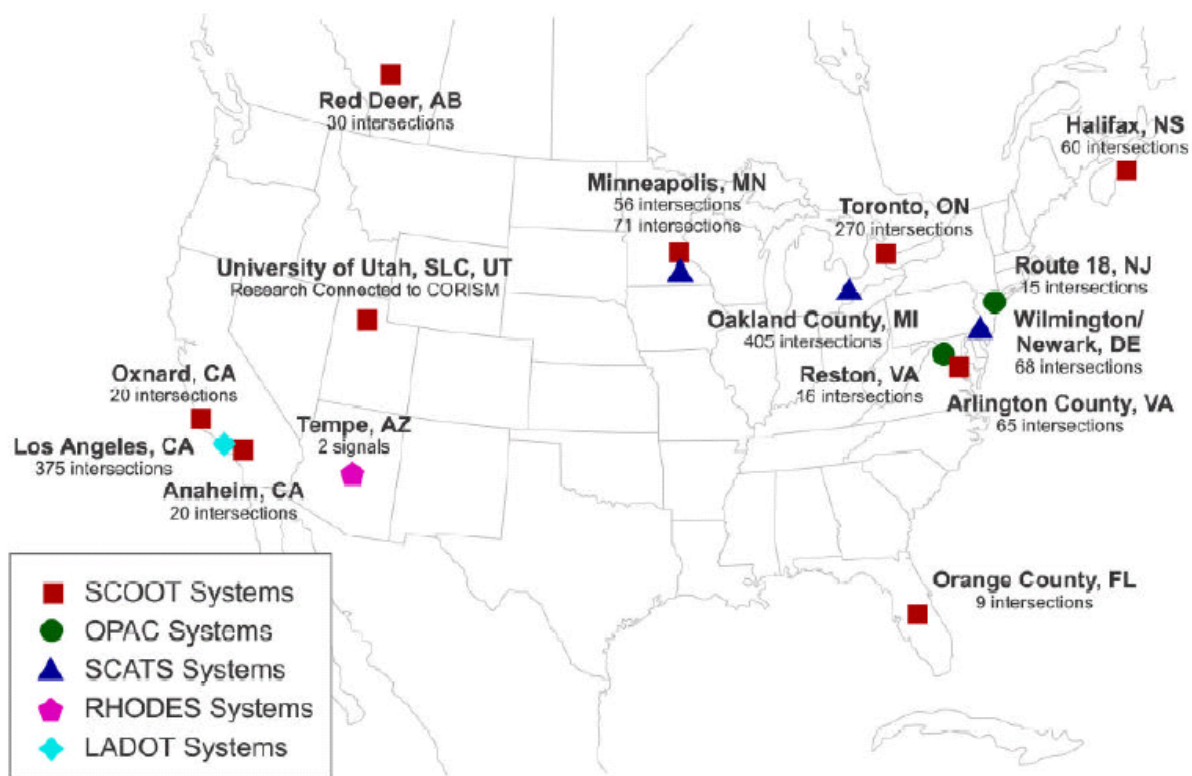 Red Deer, AB
30 intersections
Halifax, NS
60 intersections
Minneapolis, MN
56 intersections
71 intersections
Toronto, ON
270 intersections
University of Utah, SLC, UT
Research Connected to CORISM
Route 18, NJ
15 intersections
Oakland County, MI
405 intersections
Wilmington/
Newark, DE
68 intersections
Reston, VA
16 intersections
Arlington County, VA
65 intersections
Oxnard, CA
20 intersections
Los Angeles, CA
375 intersections
Tempe, AZ
2 signals
Anaheim, CA
20 intersections
Orange County, FL
9 intersections
SCOOT Systems
OPAC Systems
SCATS Systems
RHODES Systems
LADOT Systems